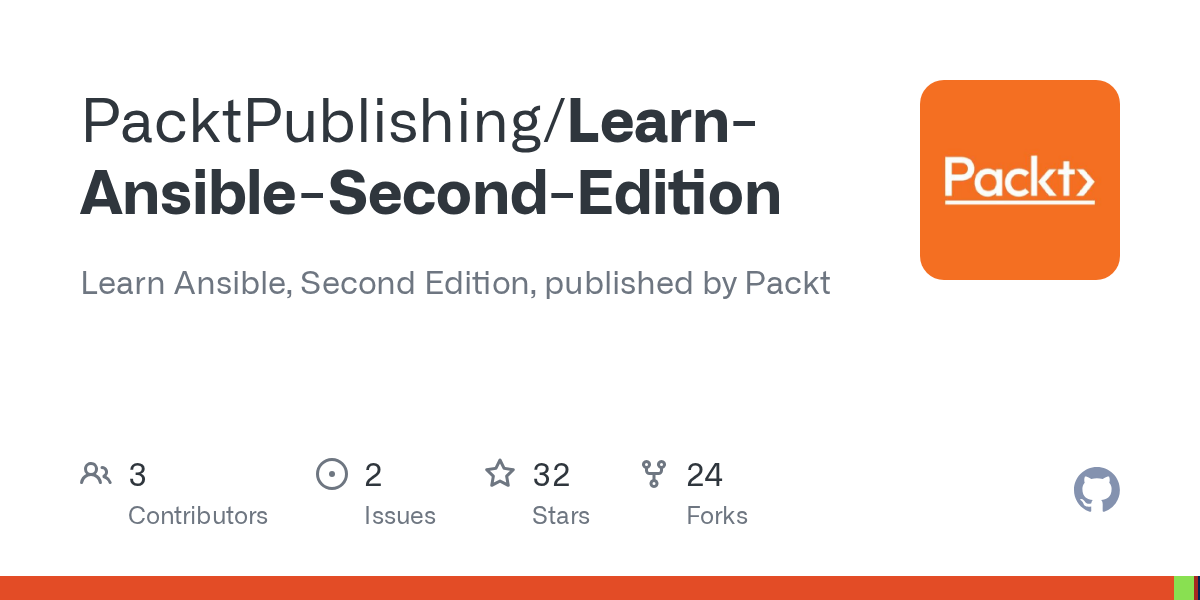 PacktPublishing/Learn-
Ansible-Second-Edition
Packt
Learn Ansible, Second Edition, published by Packt
3
Contributors
2
Issues
32
Stars
24
Forks